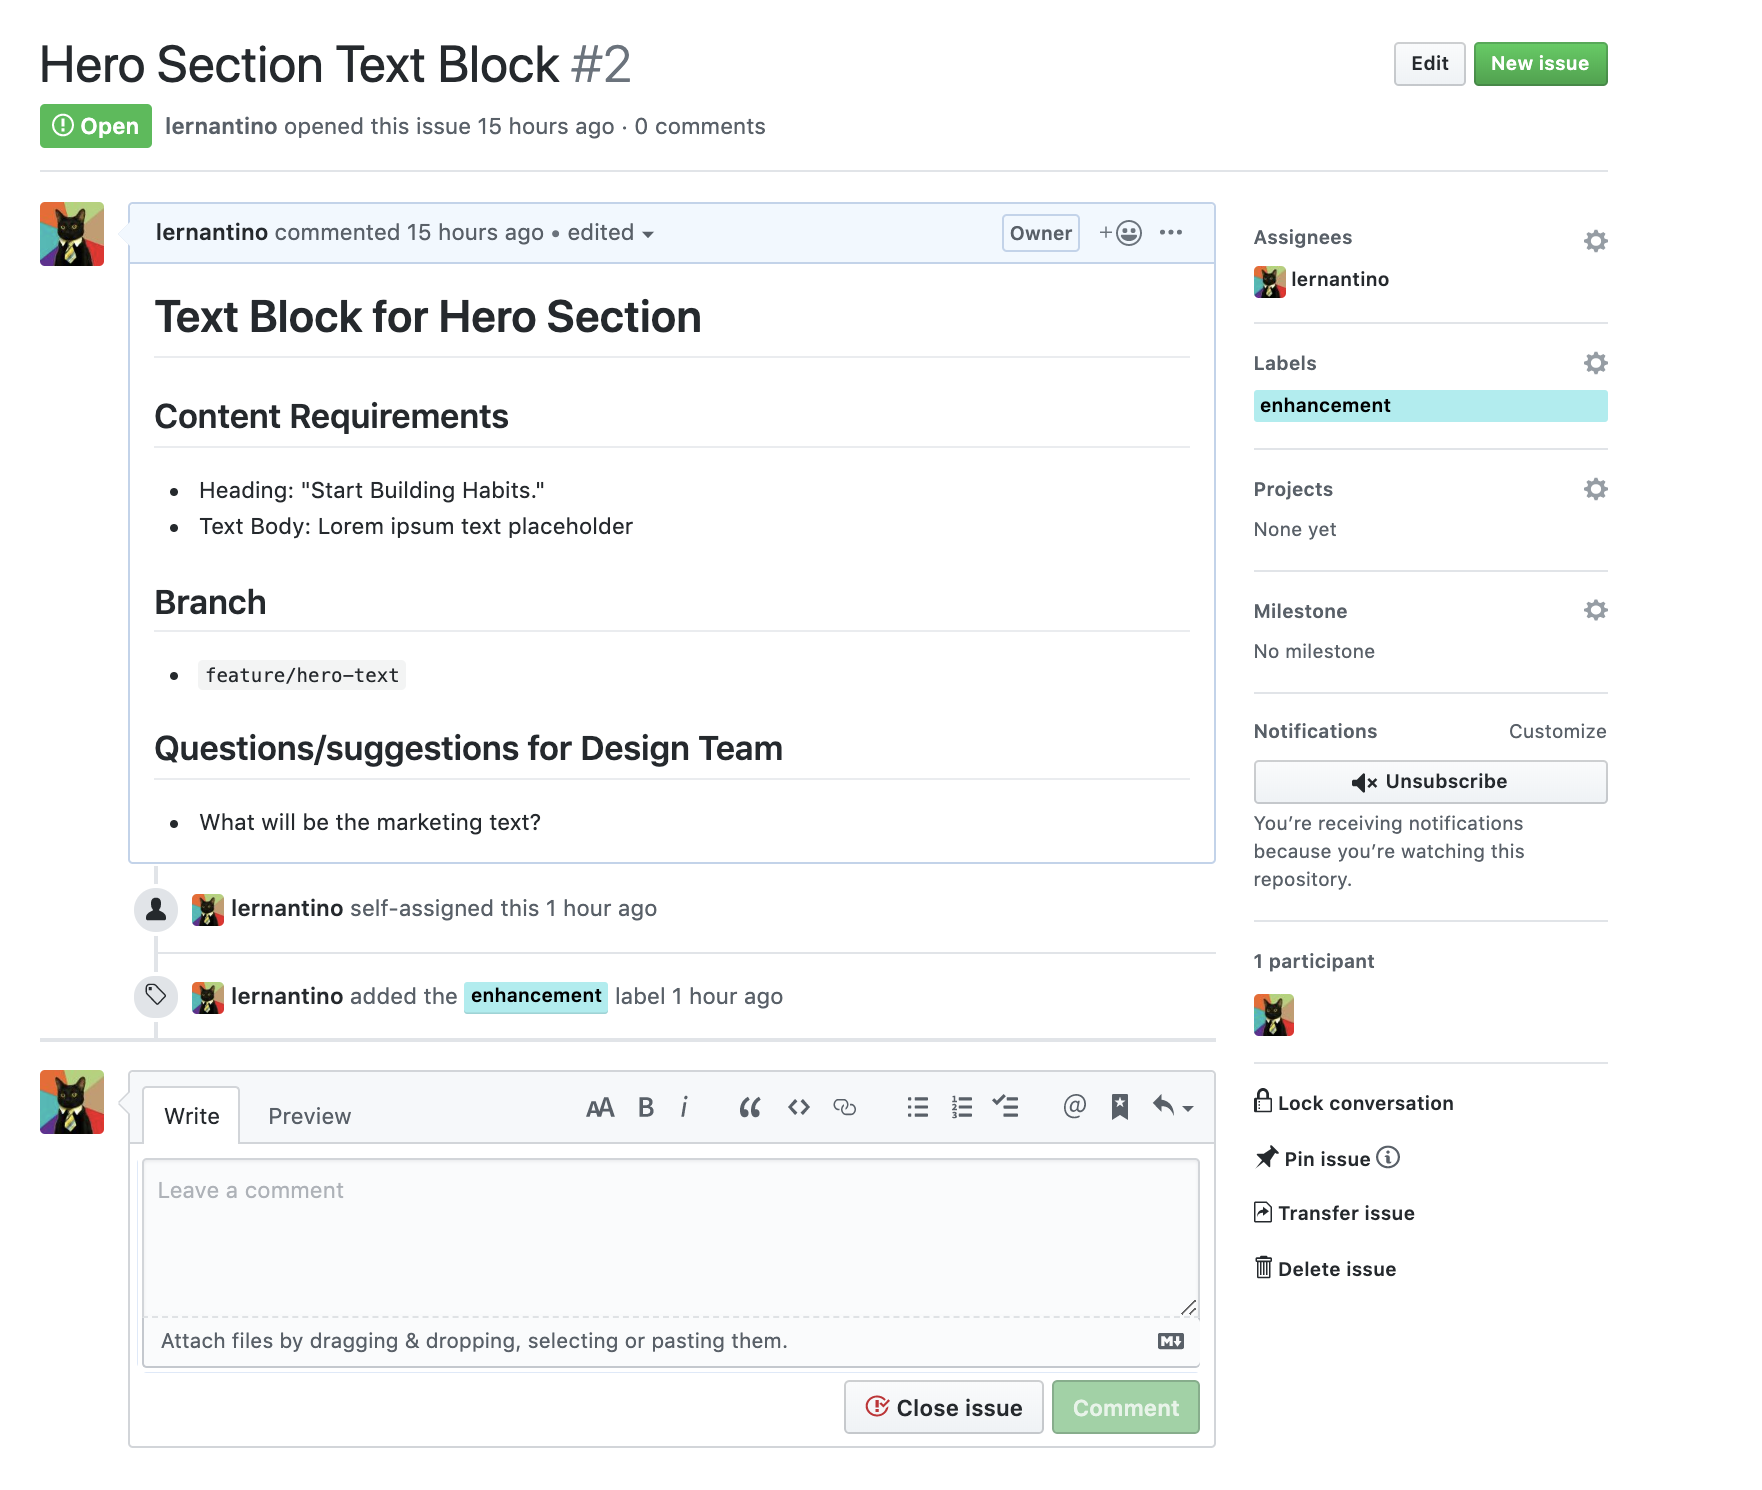 Hero Section Text Block #2
Edit
New issue
Open
lernantino opened this issue 15 hours ago · 0 comments
lernantino commented 15 hours ago • edited
Owner
Text Block for Hero Section
Content Requirements
• Heading: "Start Building Habits."
• Text Body: Lorem ipsum text placeholder
Branch
• feature/hero-text
Questions/suggestions for Design Team
• What will be the marketing text?
lernantino self-assigned this 1 hour ago
lernantino added the enhancement label 1 hour ago
Write
Preview
AA B i
Leave a comment
Attach files by dragging & dropping, selecting or pasting them.
Close issue
Comment
Assignees
lernantino
Labels
enhancement
Projects
None yet
Milestone
No milestone
Notifications
Customize
Unsubscribe
You’re receiving notifications
because you’re watching this
repository.
1 participant
Lock conversation
Pin issue
Transfer issue
Delete issue